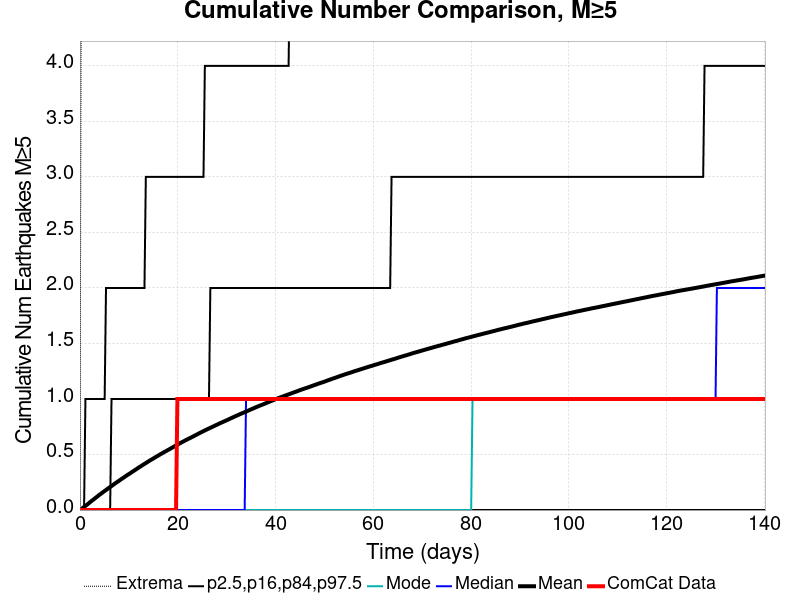 Cumulative Number Comparison, M≥5
Cumulative Num Earthquakes M≥5
4.0
3.5
3.0
2.5
2.0
1.5
1.0
0.5
0.0
0 20 40 60 80 100 120 140
Time (days)
Extrema p2.5,p16,p84,p97.5 Mode Median Mean ComCat Data